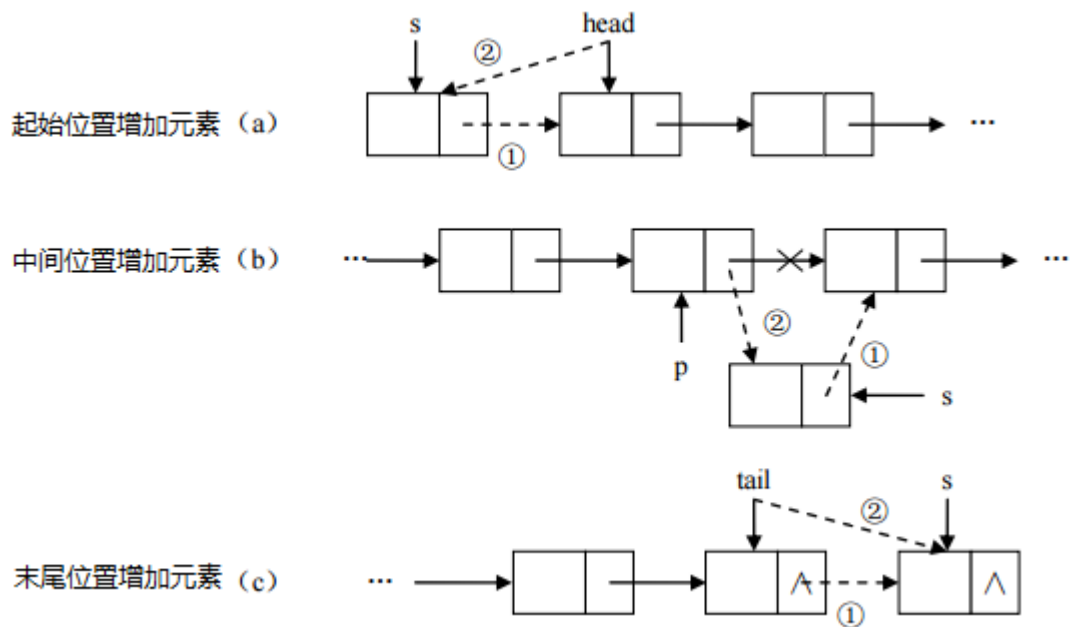 s head
②
起始位置增加元素（a） ...
①
中间位置增加元素（b） ... ...
②
①
p
s
tail s
②
末尾位置增加元素（c） ... ∧ ∧
①